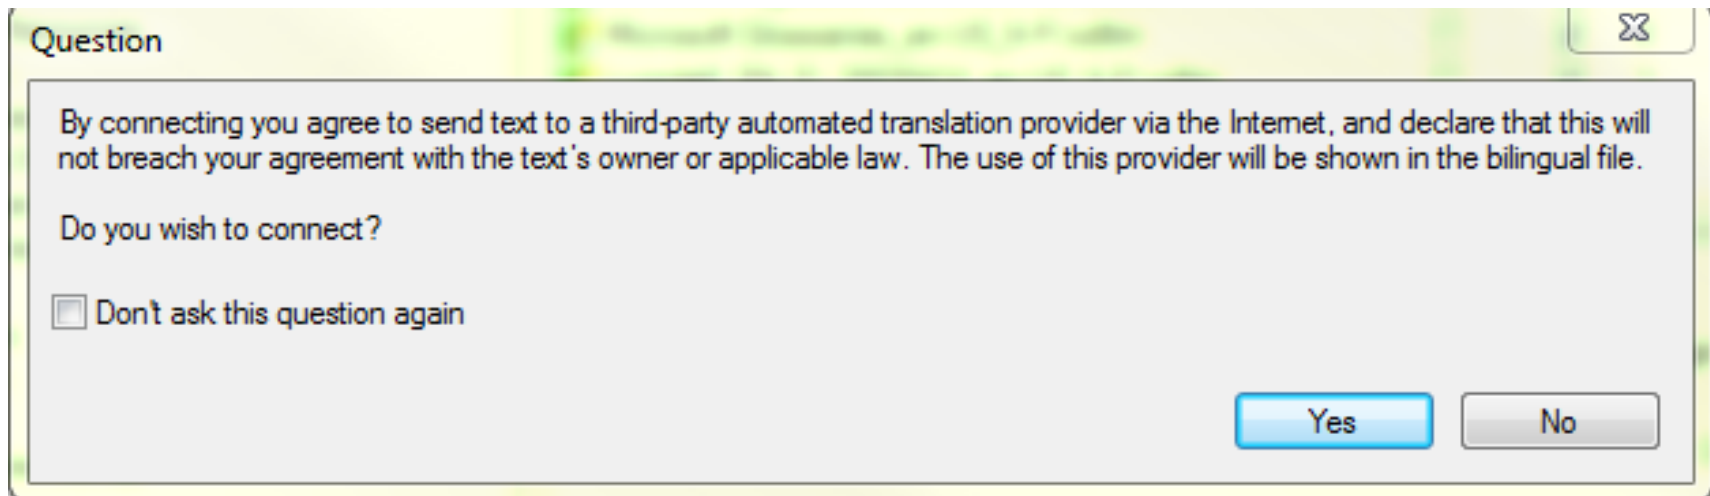 Question
By connecting you agree to send text to a third-party automated translation provider via the Internet, and declare that this will
not breach your agreement with the text's owner or applicable law. The use of this provider will be shown in the bilingual file.
Do you wish to connect?
Don't ask this question again
Yes
No